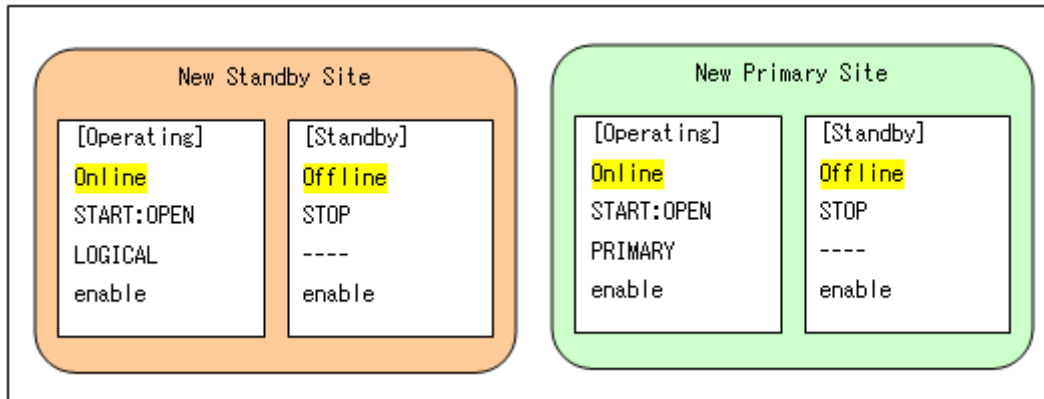 New Standby Site
[Operating]
Online
START:OPEN
LOGICAL
enable
[Standby]
Offline
STOP
----
enable
New Primary Site
[Operating]
Online
START:OPEN
PRIMARY
enable
[Standby]
Offline
STOP
----
enable